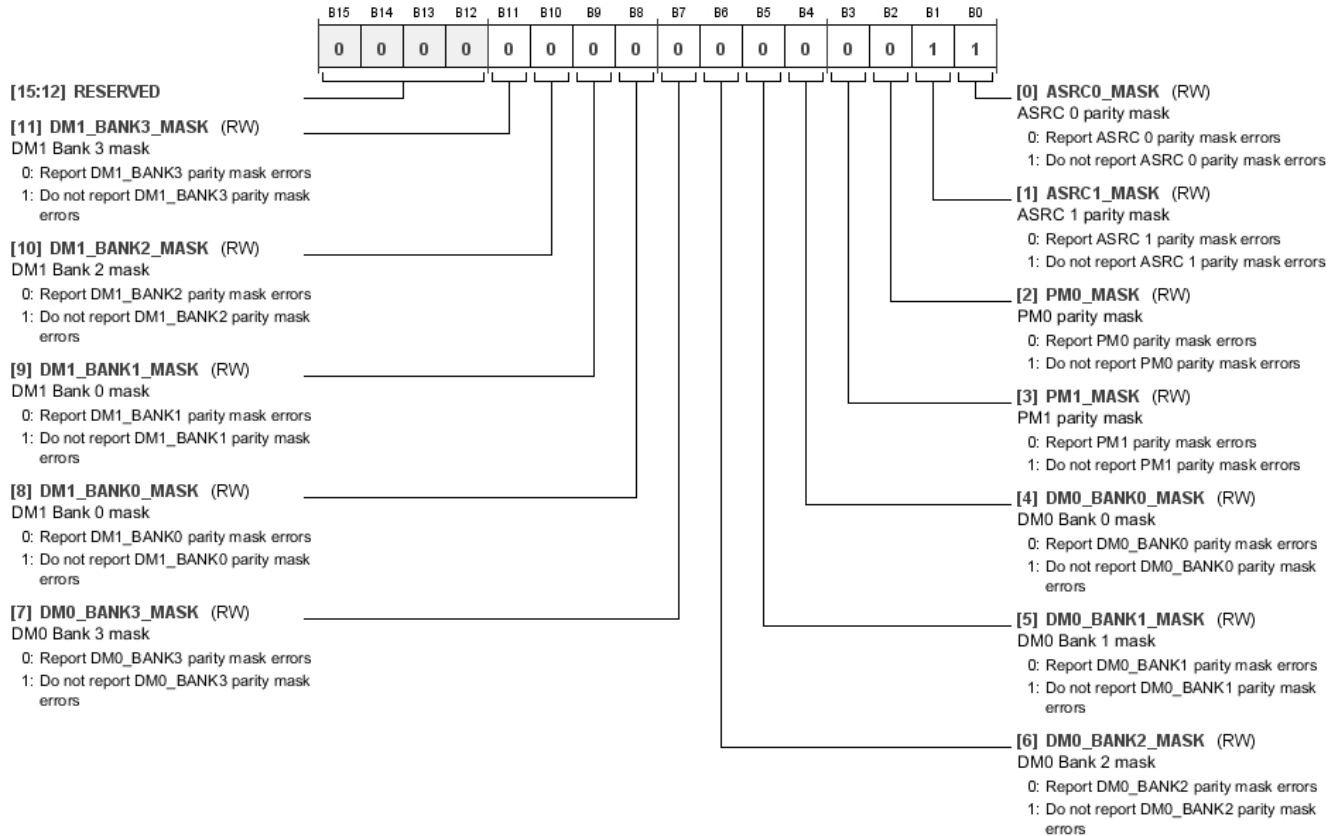 B15 B14 B13 B12 B11 B10 B9 B8 B7 B6 B5 B4 B3 B2 B1 B0
0 0 0 0 0 0 0 0 0 0 0 0 0 0 1 1
[15:12] RESERVED
[11] DM1_BANK3_MASK (RW)
DM1 Bank 3 mask
0: Report DM1_BANK3 parity mask errors
1: Do not report DM1_BANK3 parity mask
errors
[10] DM1_BANK2_MASK (RW)
DM1 Bank 2 mask
0: Report DM1_BANK2 parity mask errors
1: Do not report DM1_BANK2 parity mask
errors
[9] DM1_BANK1_MASK (RW)
DM1 Bank 0 mask
0: Report DM1_BANK1 parity mask errors
1: Do not report DM1_BANK1 parity mask
errors
[8] DM1_BANK0_MASK (RW)
DM1 Bank 0 mask
0: Report DM1_BANK0 parity mask errors
1: Do not report DM1_BANK0 parity mask
errors
[7] DM0_BANK3_MASK (RW)
DM0 Bank 3 mask
0: Report DM0_BANK3 parity mask errors
1: Do not report DM0_BANK3 parity mask
errors
[0] ASRC0_MASK (RW)
ASRC 0 parity mask
0: Report ASRC 0 parity mask errors
1: Do not report ASRC 0 parity mask errors
[1] ASRC1_MASK (RW)
ASRC 1 parity mask
0: Report ASRC 1 parity mask errors
1: Do not report ASRC 1 parity mask errors
[2] PM0_MASK (RW)
PM0 parity mask
0: Report PM0 parity mask errors
1: Do not report PM0 parity mask errors
[3] PM1_MASK (RW)
PM1 parity mask
0: Report PM1 parity mask errors
1: Do not report PM1 parity mask errors
[4] DM0_BANK0_MASK (RW)
DM0 Bank 0 mask
0: Report DM0_BANK0 parity mask errors
1: Do not report DM0_BANK0 parity mask
errors
[5] DM0_BANK1_MASK (RW)
DM0 Bank 1 mask
0: Report DM0_BANK1 parity mask errors
1: Do not report DM0_BANK1 parity mask
errors
[6] DM0_BANK2_MASK (RW)
DM0 Bank 2 mask
0: Report DM0_BANK2 parity mask errors
1: Do not report DM0_BANK2 parity mask
errors